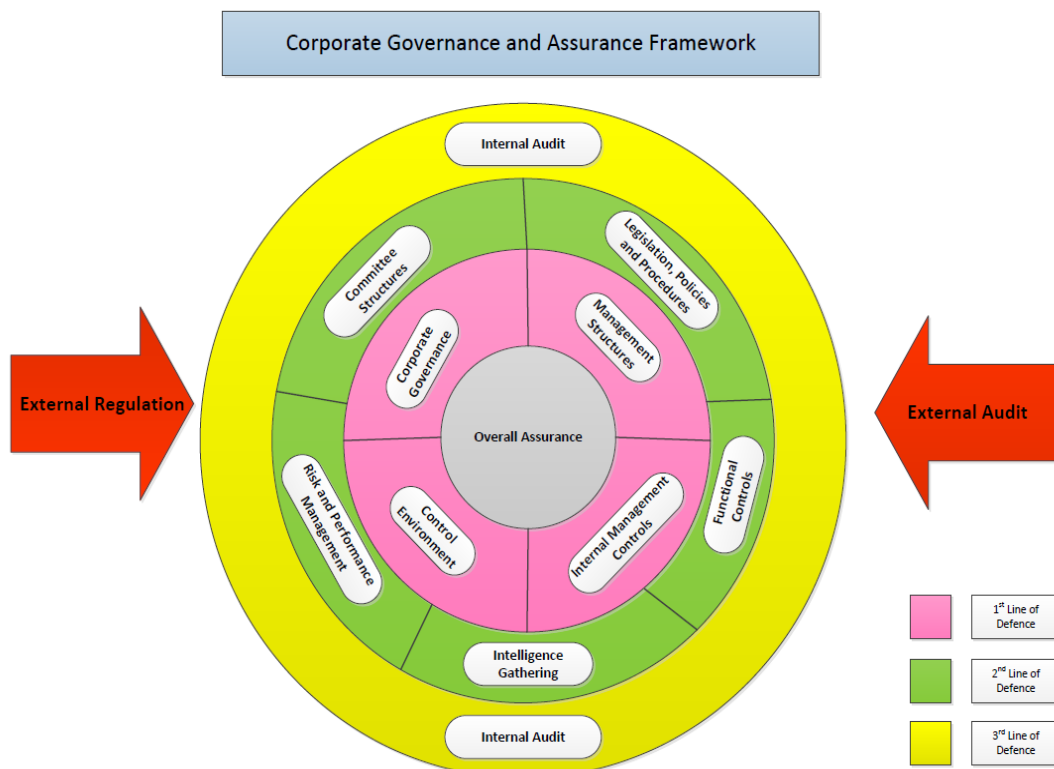 Corporate Governance and Assurance Framework
Internal Audit
Committee
Structures
Legislation, Policies
and Procedures
Corporate
Governance
Management
Structures
External Regulation
Overall Assurance
External Audit
Risk and Performance
Management
Control
Environment
Internal Management
Controls
Functional
Controls
Intelligence
Gathering
Internal Audit
1st Line of
Defence
2nd Line of
Defence
3rd Line of
Defence